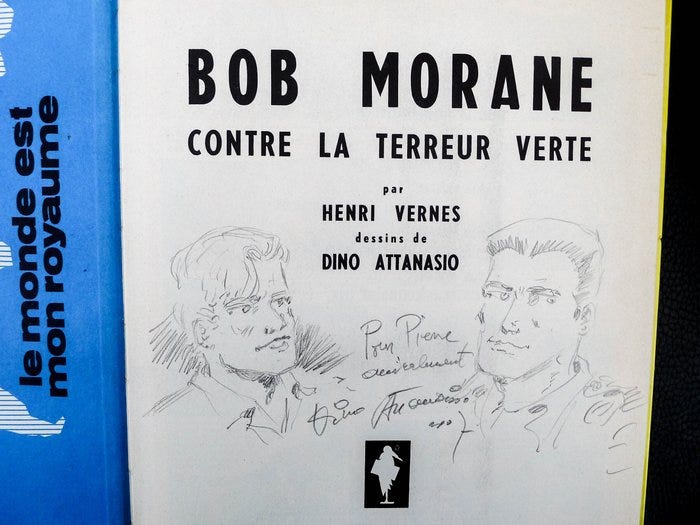 le monde est
mon royaume
BOB MORANE
CONTRE LA TERREUR VERTE
par
HENRI VERNES
dessins de
DINO ATTANASIO
Pour Pierre
amicalement
Dino Attanasio